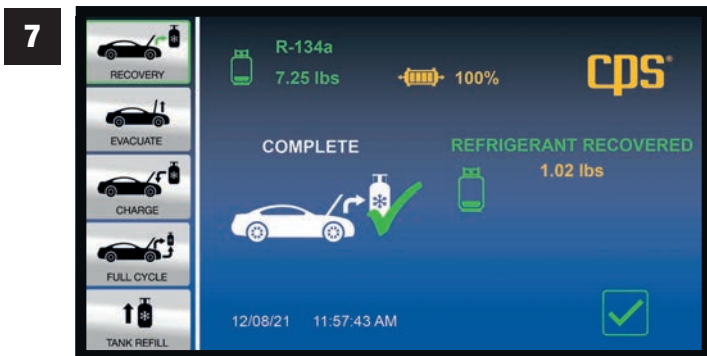 7
RECOVERY
EVACUATE
CHARGE
FULL CYCLE
TANK REFILL
R-134a
7.25 lbs
100%
cps®
COMPLETE
REFRIGERANT RECOVERED
1.02 lbs
12/08/21 11:57:43 AM